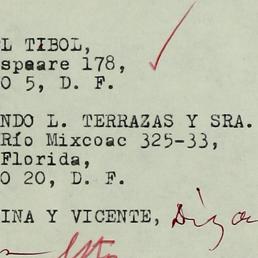 L TIBOL,
speare 178,
O 5, D. F.
NDO L. TERRAZAS Y SRA.
Río Mixcoac 325-33,
Florida,
O 20, D. F.
INA Y VICENTE,